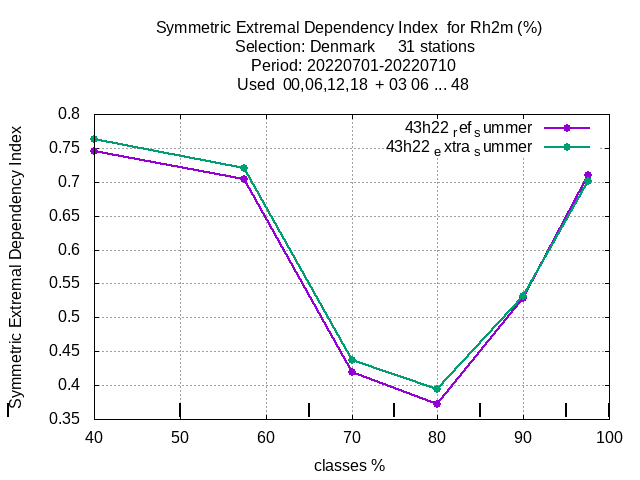 Symmetric Extremal Dependency Index for Rh2m (%)
Selection: Denmark 31 stations
Period: 20220701-20220710
Used 00,06,12,18 + 03 06 ... 48
43h22 ref summer
43h22 extra summer
Symmetric Extremal Dependency Index
0.8
0.75
0.7
0.65
0.6
0.55
0.5
0.45
0.4
0.35
40 50 60 70 80 90 100
classes %